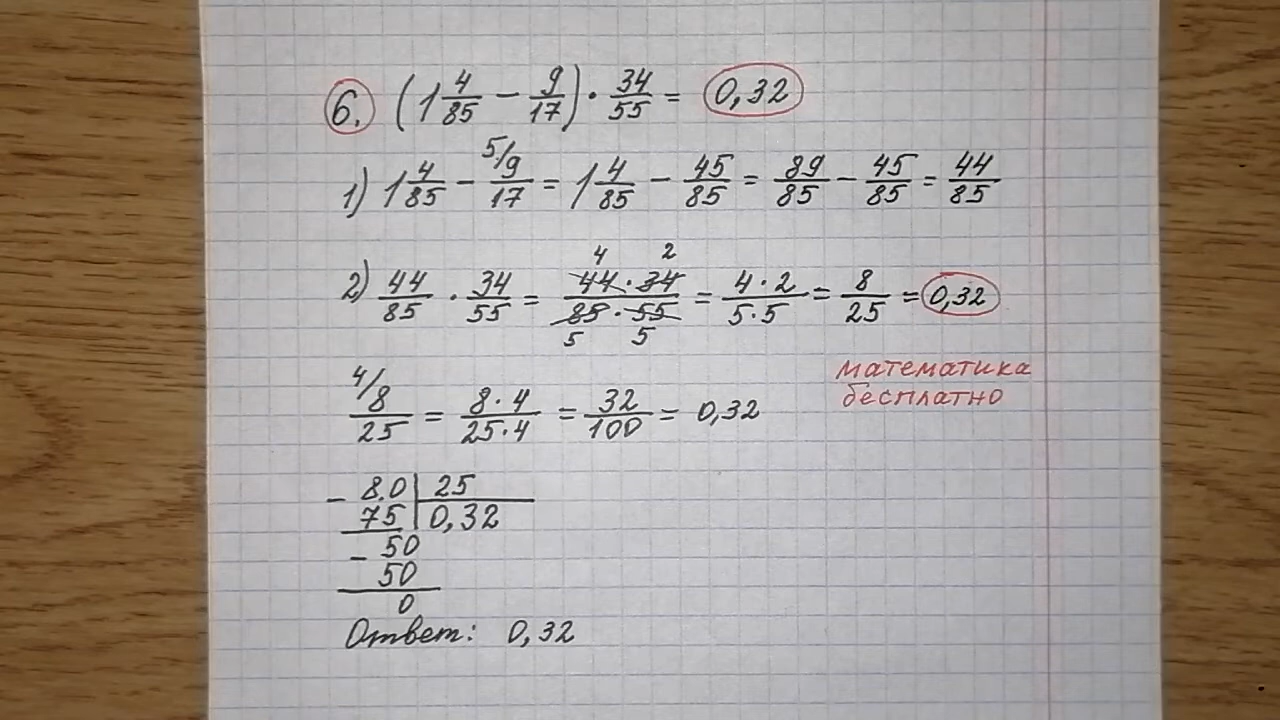 6. (1 4/85 − 9/17) · 34/55 = 0,32
1) 1 4/85 − 5/ 9/17 = 1 4/85 − 45/85 = 89/85 − 45/85 = 44/85
4 2
2) 44/85 · 34/55 = 44·34/85·55 = 4·2/5·5 = 8/25 = 0,32
5 5
математика
бесплатно
4/ 8/25 = 8·4/25·4 = 32/100 = 0,32
− 8.0 | 25
75 | 0,32
− 50
50
0
Ответ: 0,32